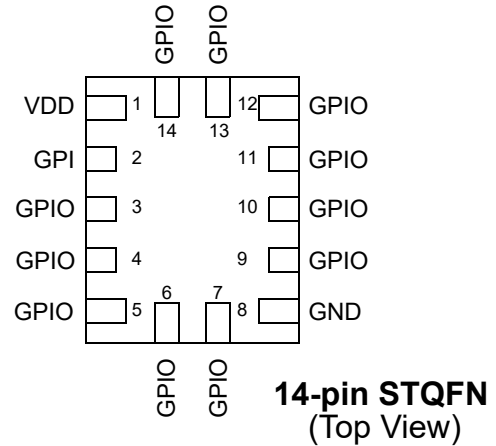 GPIO GPIO
VDD 1 14 13 12 GPIO
GPI 2 11 GPIO
GPIO 3 10 GPIO
GPIO 4 9 GPIO
GPIO 5 6 7 8 GND
GPIO GPIO
14-pin STQFN
(Top View)